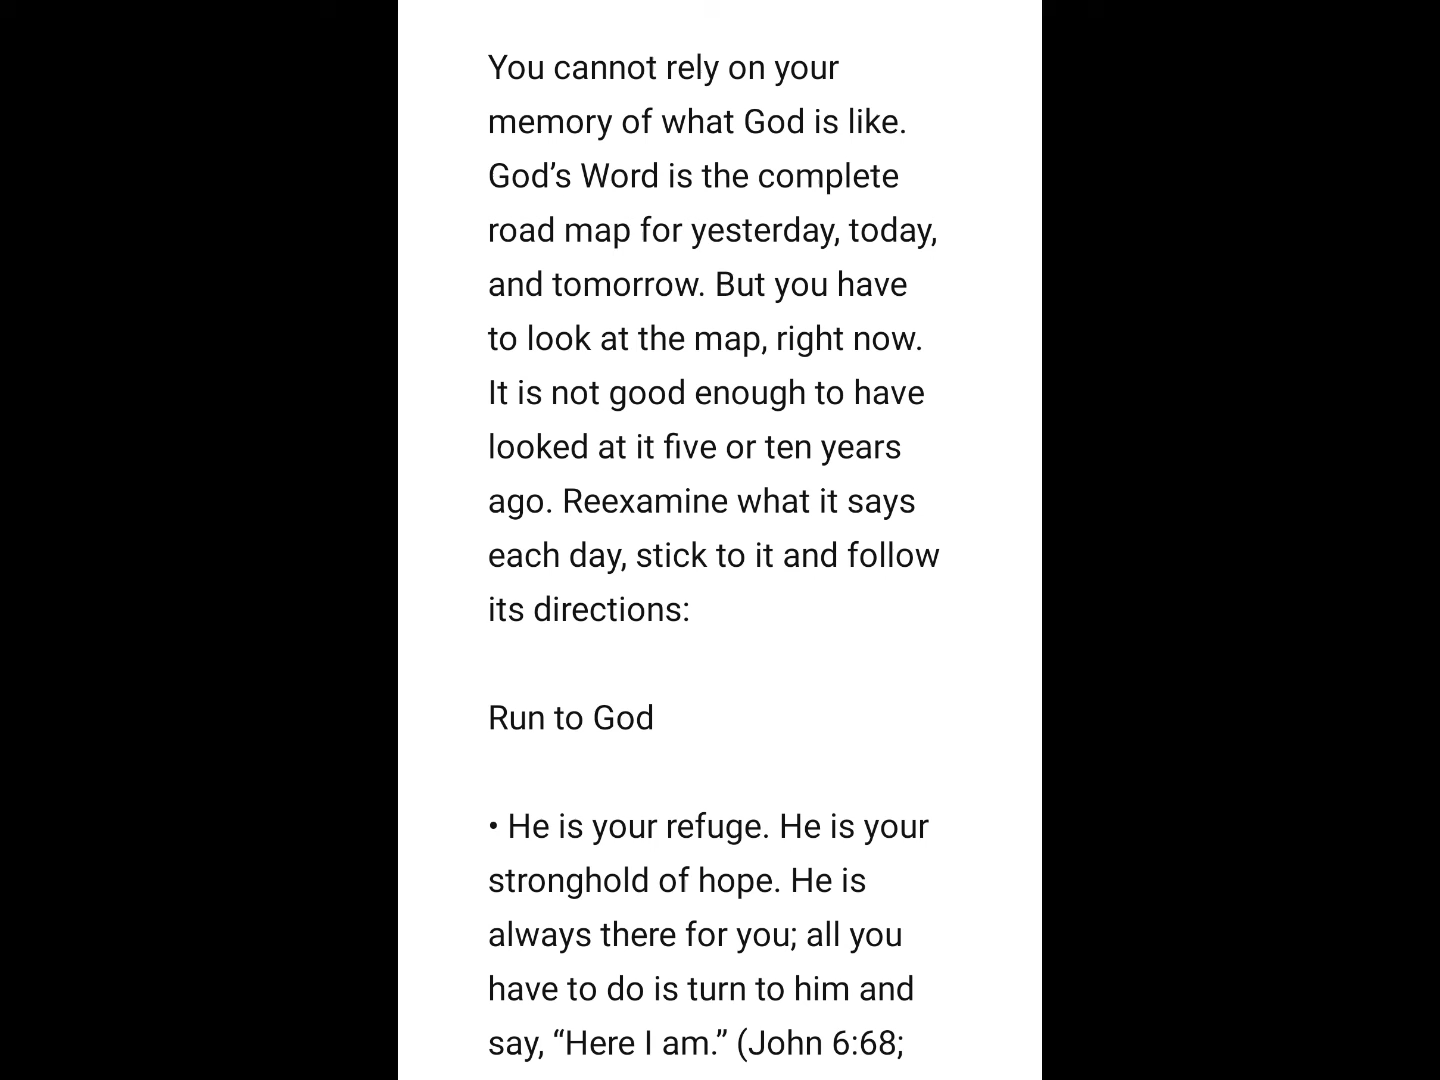 You cannot rely on your
memory of what God is like.
God’s Word is the complete
road map for yesterday, today,
and tomorrow. But you have
to look at the map, right now.
It is not good enough to have
looked at it five or ten years
ago. Reexamine what it says
each day, stick to it and follow
its directions:
Run to God
• He is your refuge. He is your
stronghold of hope. He is
always there for you; all you
have to do is turn to him and
say, “Here I am.” (John 6:68;